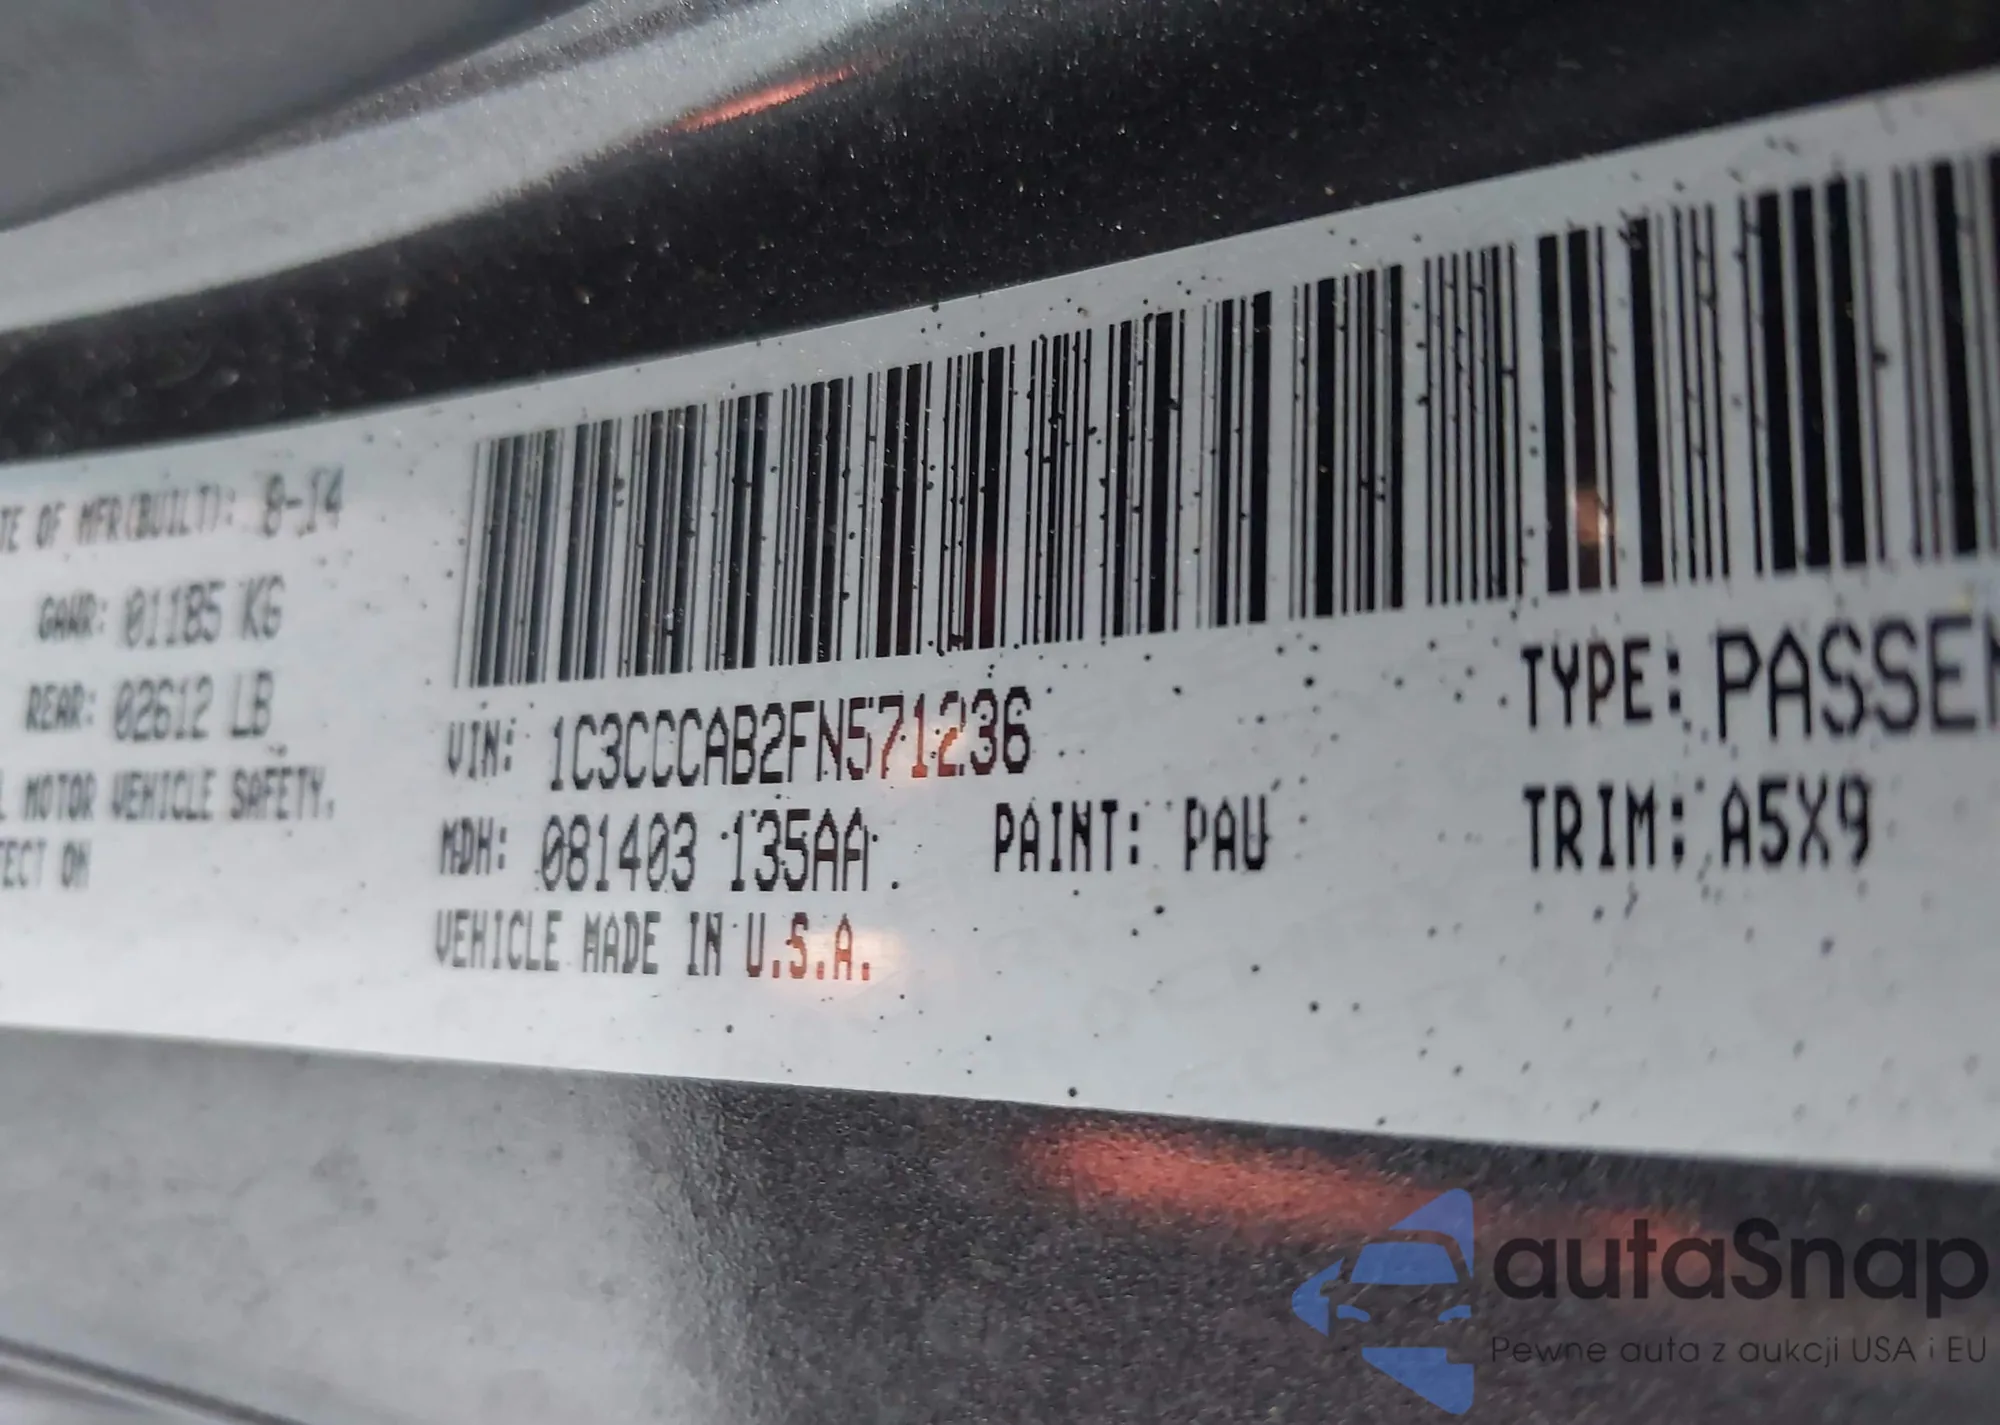 TE OF MFR(BUILT): 8-14
GAWR: 01185 KG
REAR: 02612 LB
L MOTOR VEHICLE SAFETY,
FECT ON
VIN: 1C3CCCAB2FN571236
MDH: 081403 135AA
PAINT: PAU
VEHICLE MADE IN U.S.A.
TYPE: PASSEN
TRIM: A5X9
autaSnap
Pewne auta z aukcji USA i EU